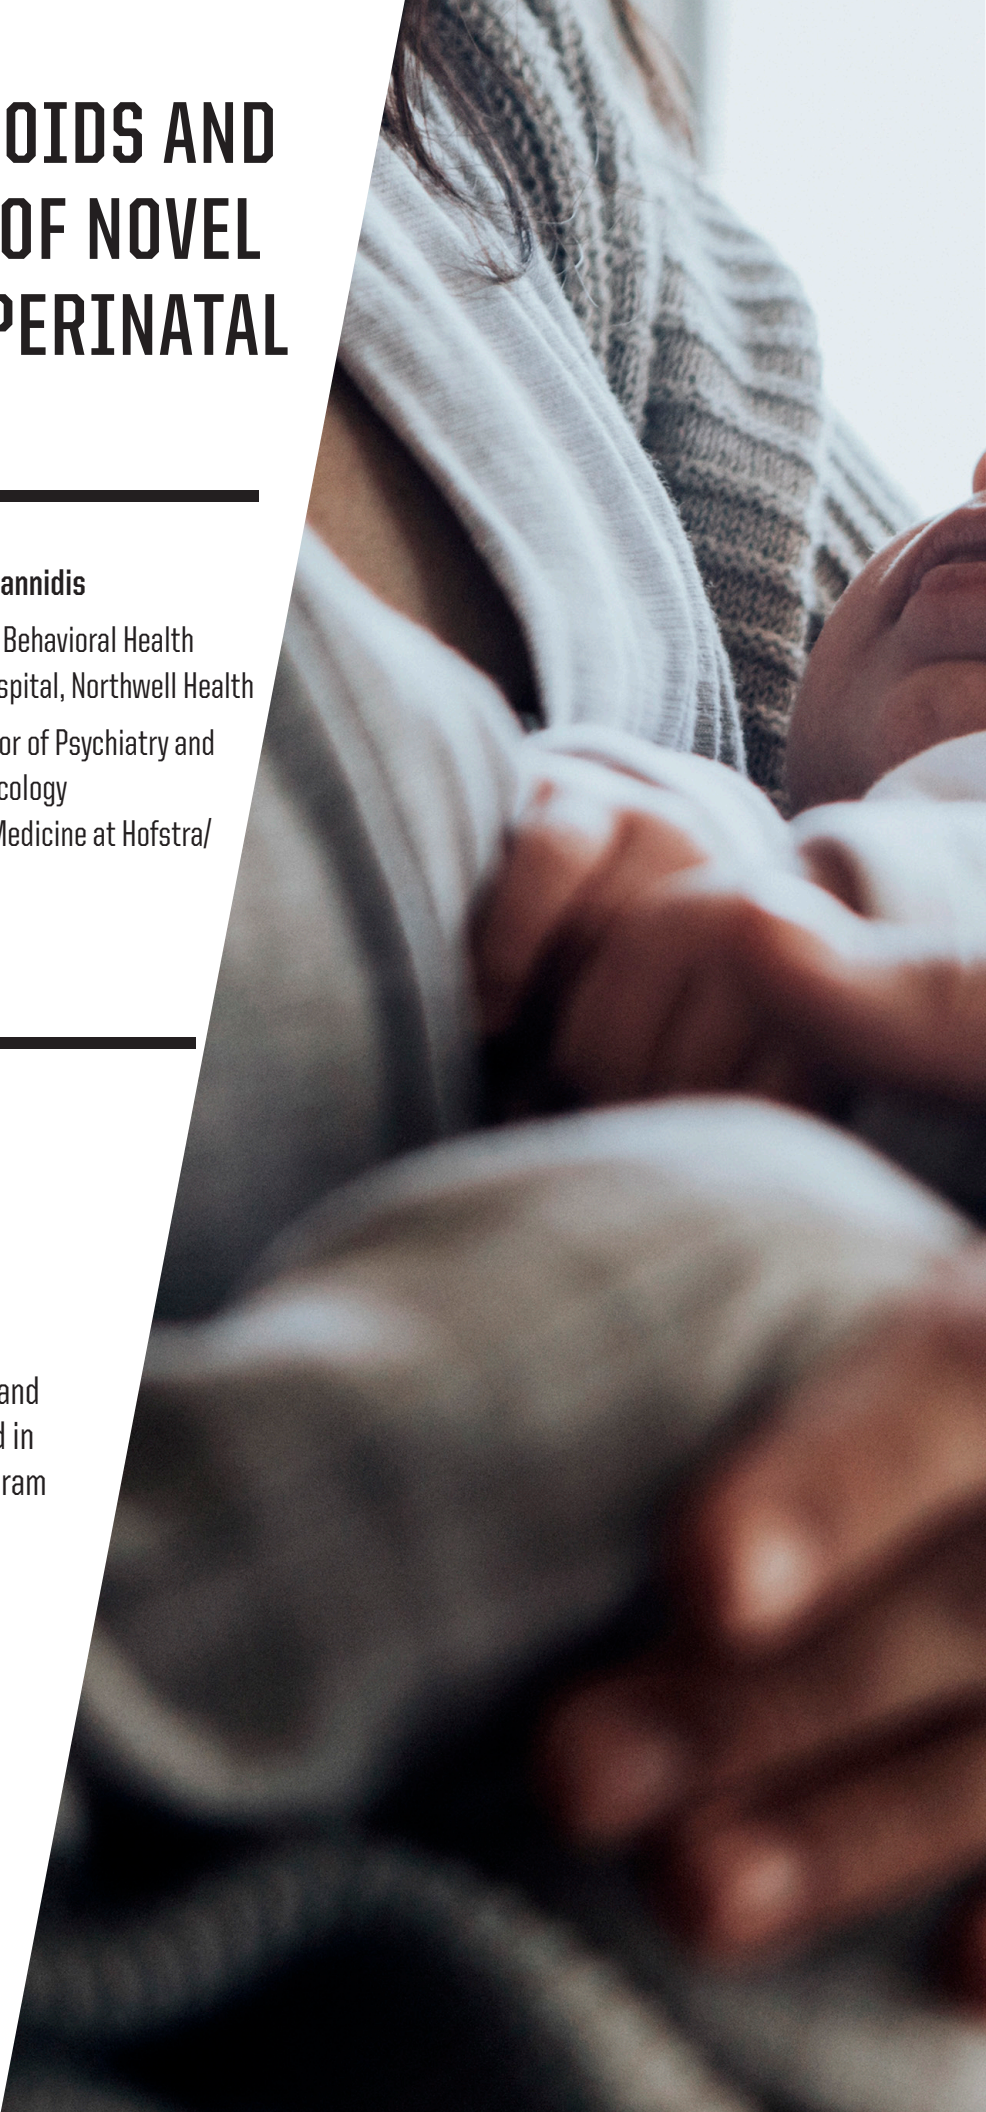 OIDS AND
OF NOVEL
PERINATAL
annidis
Behavioral Health
spital, Northwell Health
or of Psychiatry and
cology
Medicine at Hofstra/
and
d in
ram